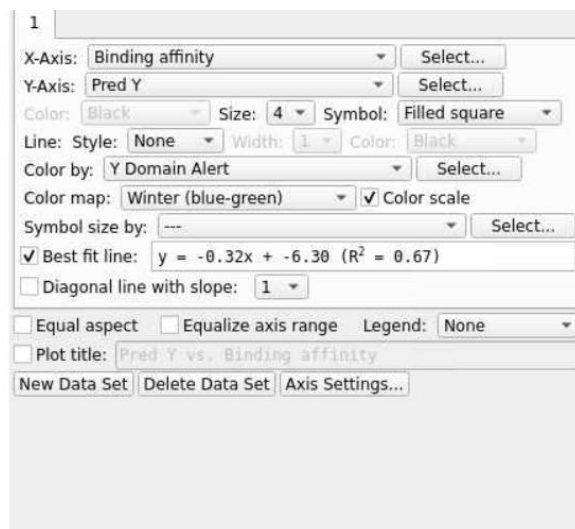 1
X-Axis: Binding affinity Select...
Y-Axis: Pred Y Select...
Color: Black Size: 4 Symbol: Filled square
Line: Style: None Width: 1 Color: Black
Color by: Y Domain Alert Select...
Color map: Winter (blue-green) Color scale
Symbol size by: --- Select...
Best fit line: y = -0.32x + -6.30 (R² = 0.67)
Diagonal line with slope: 1
Equal aspect Equalize axis range Legend: None
Plot title: Pred Y vs. Binding affinity
New Data Set Delete Data Set Axis Settings...